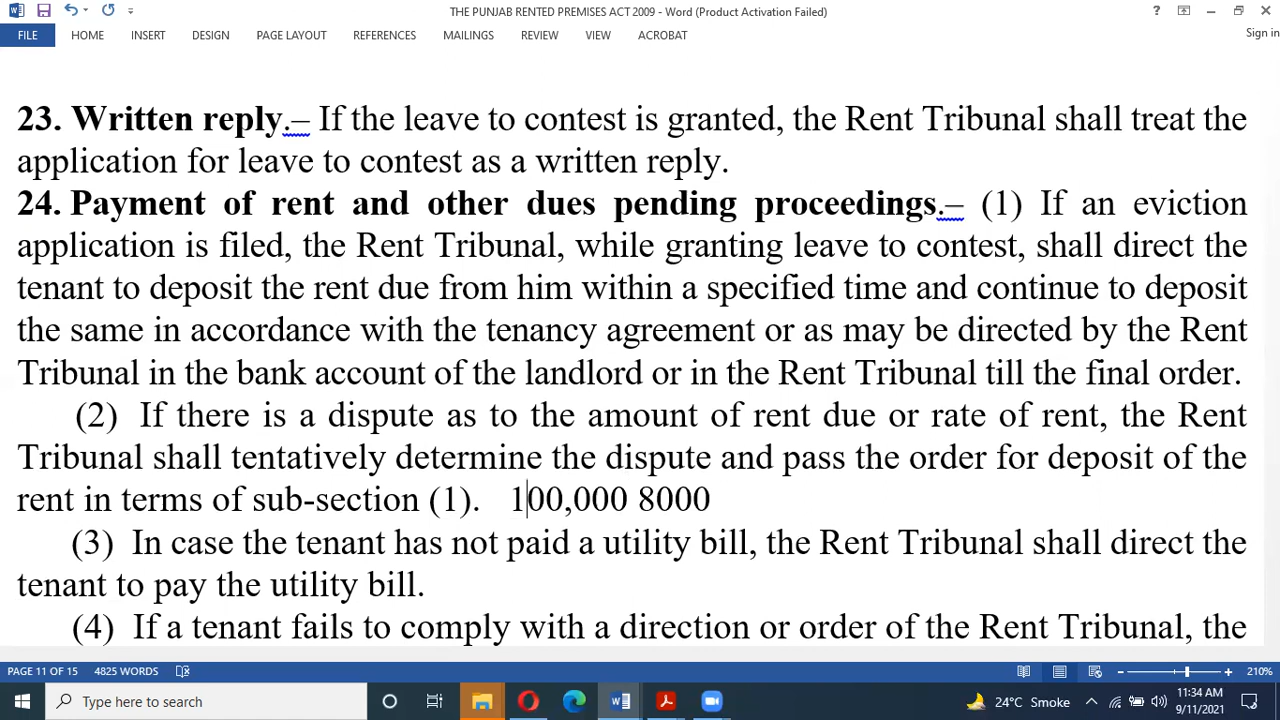 THE PUNJAB RENTED PREMISES ACT 2009 - Word (Product Activation Failed)
?
FILE HOME INSERT DESIGN PAGE LAYOUT REFERENCES MAILINGS REVIEW VIEW ACROBAT Sign in
23. Written reply.– If the leave to contest is granted, the Rent Tribunal shall treat the
application for leave to contest as a written reply.
24. Payment of rent and other dues pending proceedings.– (1) If an eviction
application is filed, the Rent Tribunal, while granting leave to contest, shall direct the
tenant to deposit the rent due from him within a specified time and continue to deposit
the same in accordance with the tenancy agreement or as may be directed by the Rent
Tribunal in the bank account of the landlord or in the Rent Tribunal till the final order.
(2) If there is a dispute as to the amount of rent due or rate of rent, the Rent
Tribunal shall tentatively determine the dispute and pass the order for deposit of the
rent in terms of sub-section (1). 100,000 8000
(3) In case the tenant has not paid a utility bill, the Rent Tribunal shall direct the
tenant to pay the utility bill.
(4) If a tenant fails to comply with a direction or order of the Rent Tribunal, the
PAGE 11 OF 15 4825 WORDS 210%
Type here to search
24°C Smoke
11:34 AM
9/11/2021